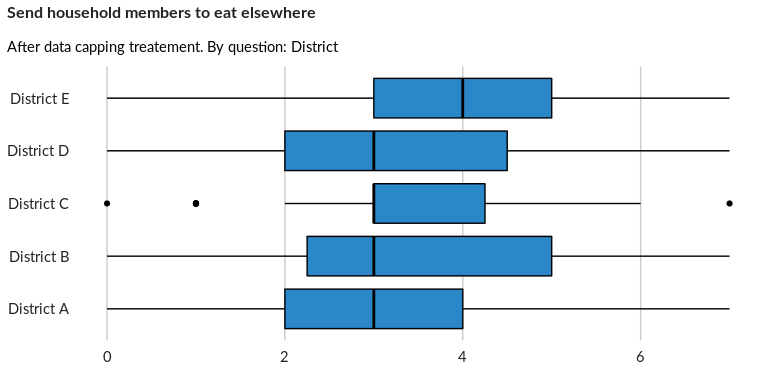 Send household members to eat elsewhere
After data capping treatement. By question: District
District E
District D
District C
District B
District A
0 2 4 6